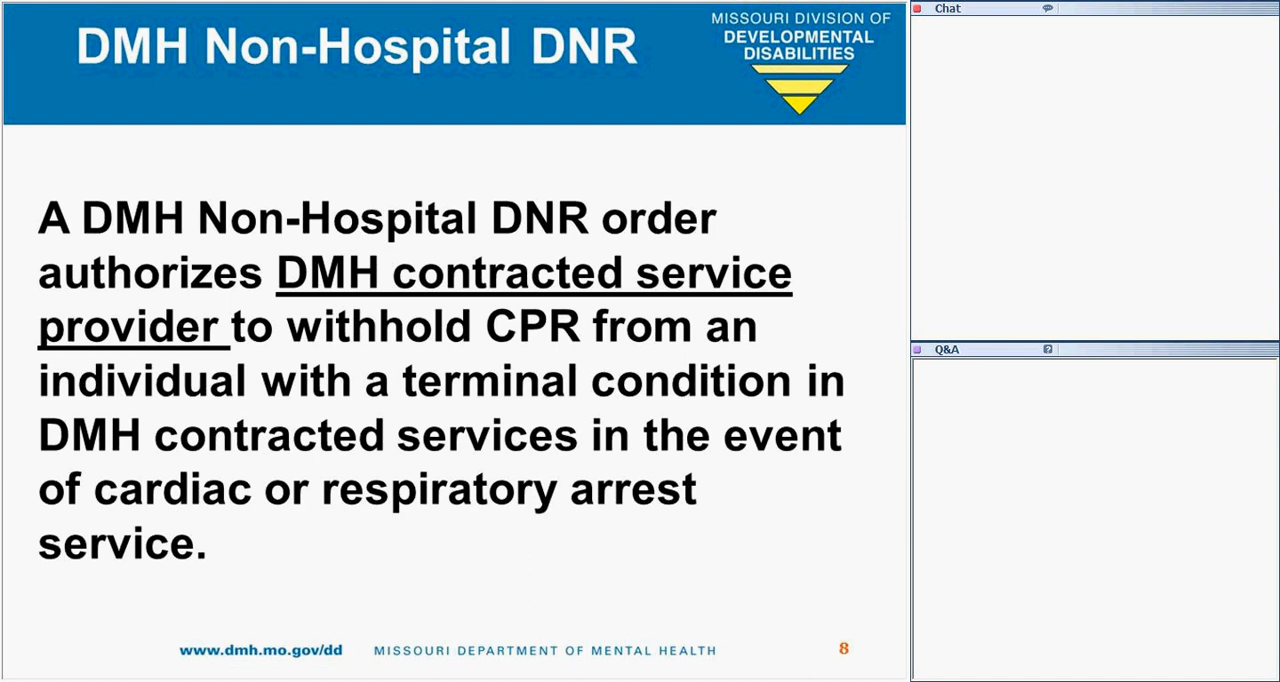 DMH Non-Hospital DNR
MISSOURI DIVISION OF
DEVELOPMENTAL
DISABILITIES
A DMH Non-Hospital DNR order
authorizes DMH contracted service
provider to withhold CPR from an
individual with a terminal condition in
DMH contracted services in the event
of cardiac or respiratory arrest
service.
www.dmh.mo.gov/dd MISSOURI DEPARTMENT OF MENTAL HEALTH 8
Chat
Q&A